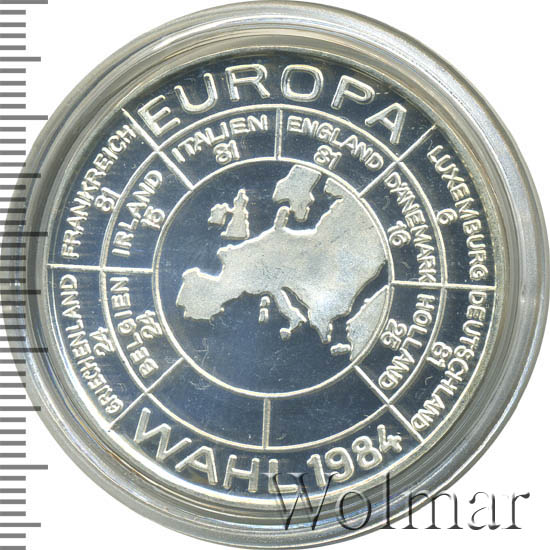 EUROPA
FRANKREICH
81
IRLAND
15
ITALIEN
81
ENGLAND
81
DÄNEMARK
16
LUXEMBURG
6
GRIECHENLAND
24
BELGIEN
24
HOLLAND
25
DEUTSCHLAND
81
WAHL 1984
Wolmar